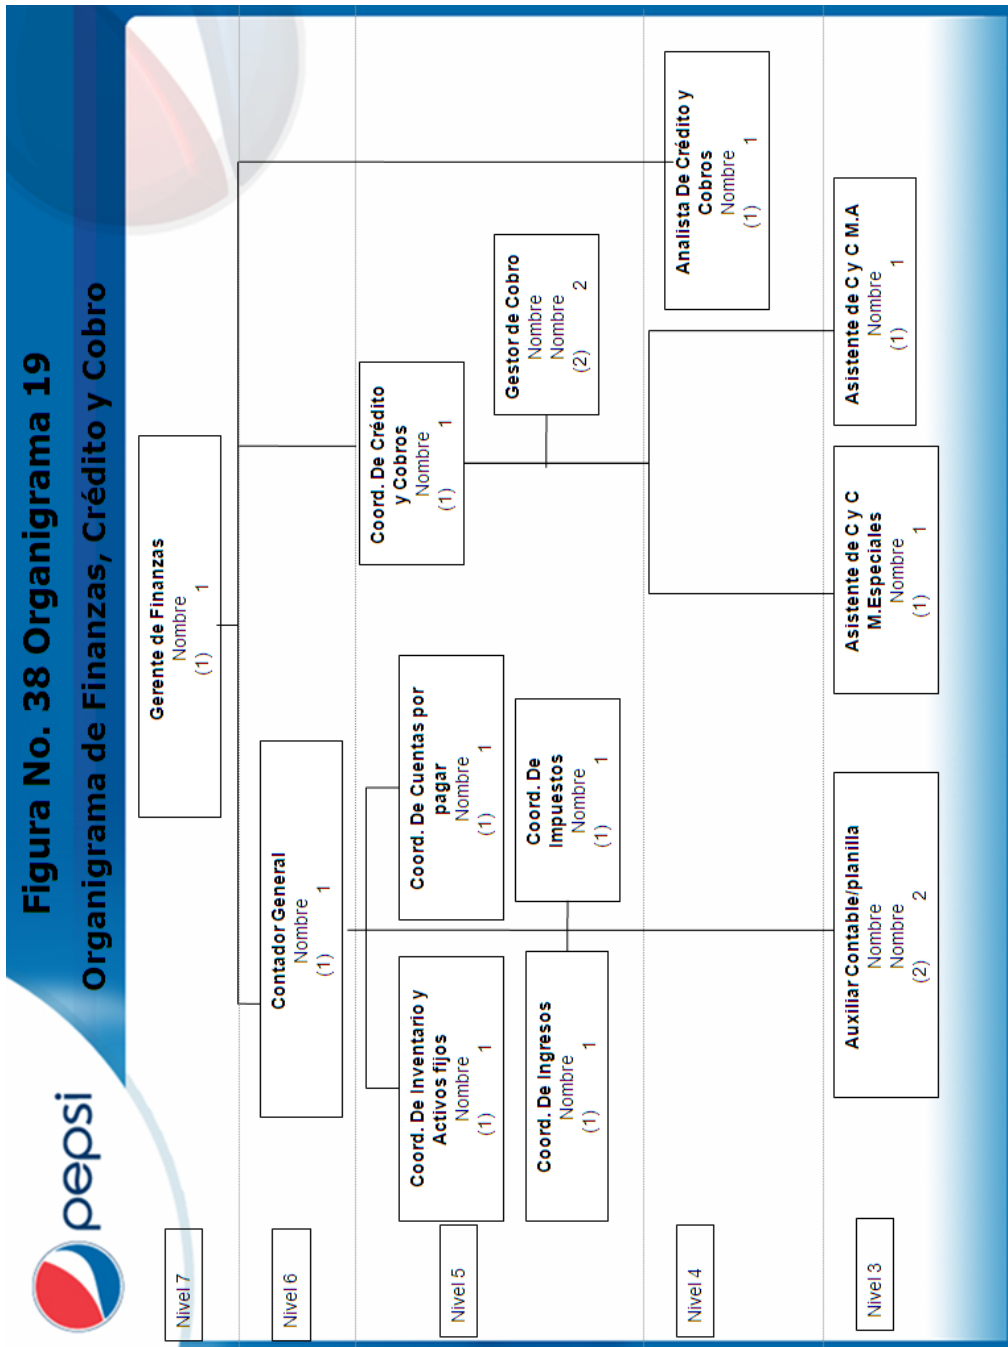 Figura No. 38 Organigrama 19
Organigrama de Finanzas, Crédito y Cobro
pepsi
Nivel 7
Gerente de Finanzas
Nombre
(1) 1
Nivel 6
Contador General
Nombre
(1) 1
Nivel 5
Coord. De Inventario y
Activos fijos
Nombre
(1) 1
Coord. De Cuentas por
pagar
Nombre
(1) 1
Coord. De Crédito
y Cobros
Nombre
(1) 1
Coord. De Ingresos
Nombre
(1) 1
Coord. De
Impuestos
Nombre
(1) 1
Gestor de Cobro
Nombre
Nombre
(2) 2
Nivel 4
Analista De Crédito y
Cobros
Nombre
(1) 1
Nivel 3
Auxiliar Contable/planilla
Nombre
Nombre
(2) 2
Asistente de C y C
M.Especiales
Nombre
(1) 1
Asistente de C y C M.A
Nombre
(1) 1